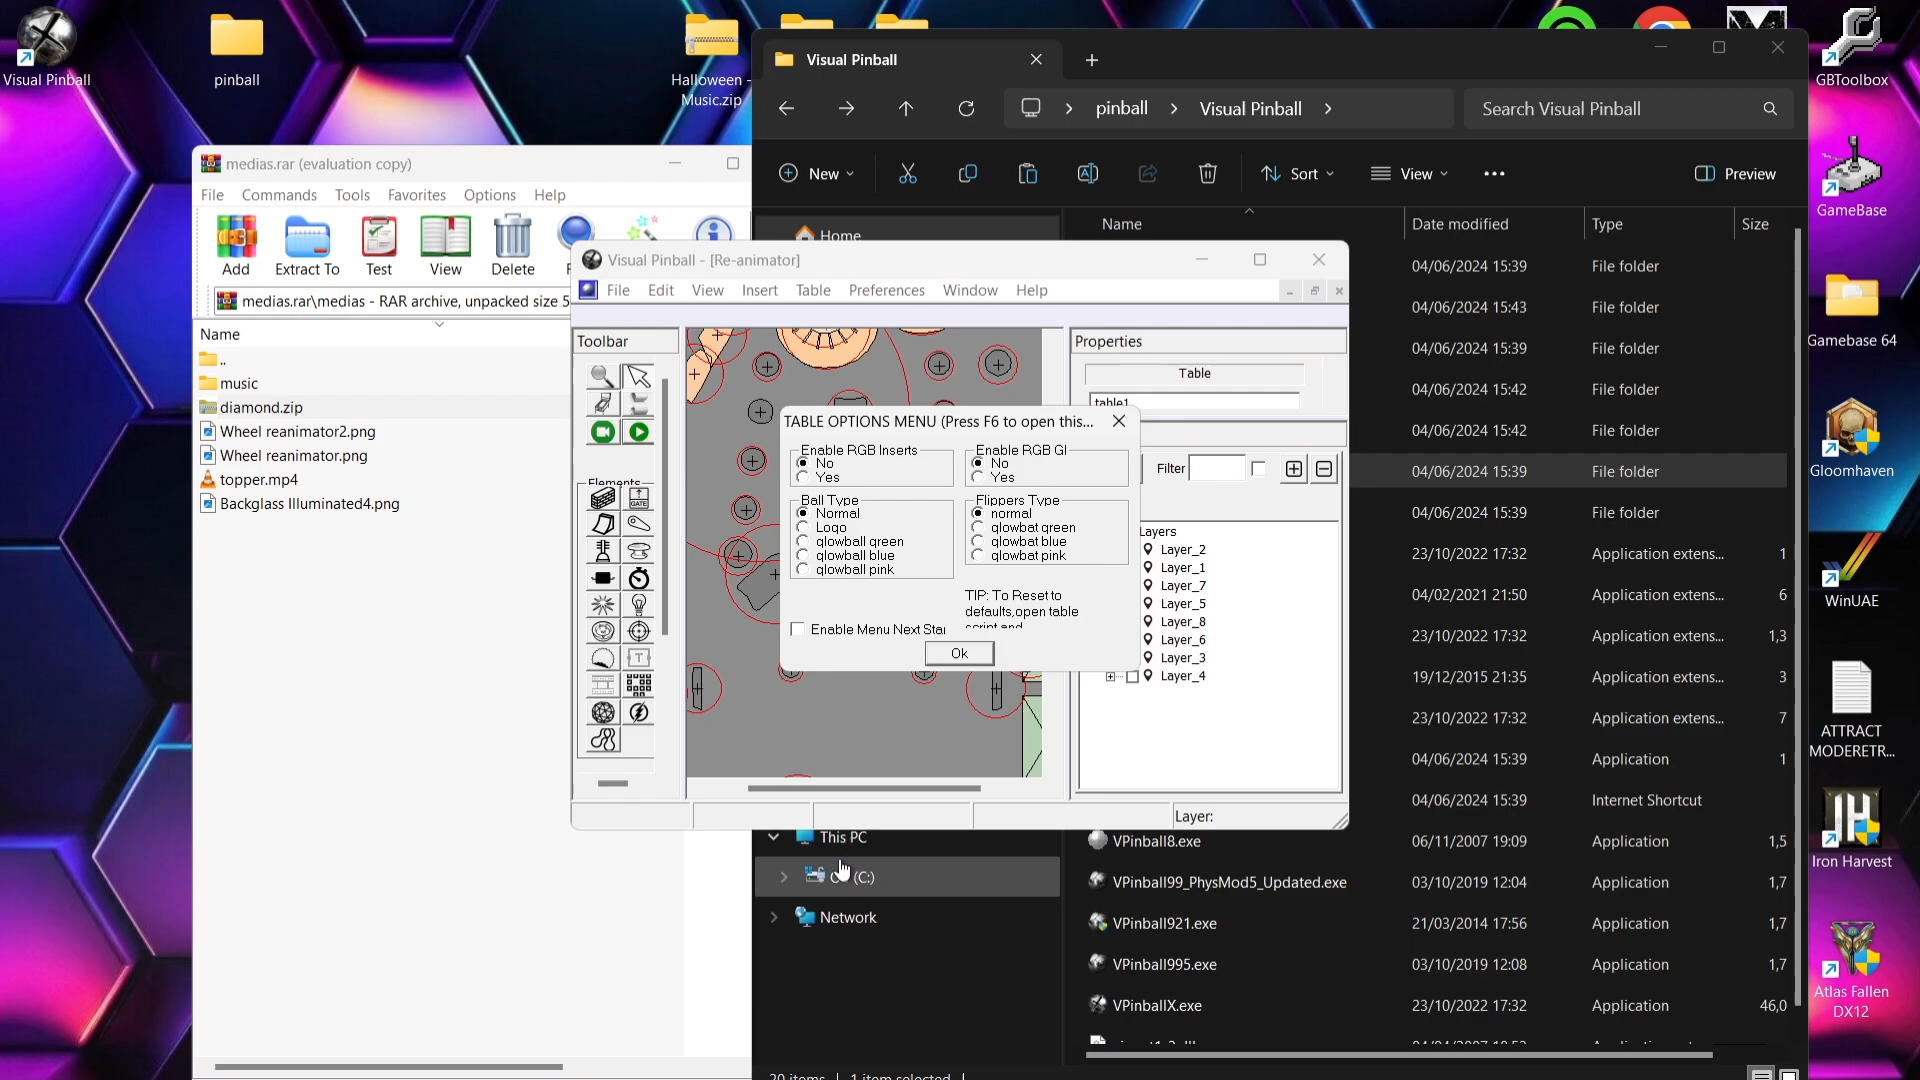 Visual Pinball
pinball
Halloween -
Music.zip
GBToolbox
GameBase
Gamebase 64
Gloomhaven
WinUAE
ATTRACT
MODERETR...
Iron Harvest
Atlas Fallen
DX12
medias.rar (evaluation copy)
File Commands Tools Favorites Options Help
Add Extract To Test View Delete
medias.rar\medias - RAR archive, unpacked size 5
Name
..
music
diamond.zip
Wheel reanimator2.png
Wheel reanimator.png
topper.mp4
Backglass Illuminated4.png
Visual Pinball
pinball > Visual Pinball >
Search Visual Pinball
New Sort View ... Preview
Home
Name Date modified Type Size
04/06/2024 15:39 File folder
04/06/2024 15:43 File folder
04/06/2024 15:39 File folder
04/06/2024 15:42 File folder
04/06/2024 15:42 File folder
04/06/2024 15:39 File folder
04/06/2024 15:39 File folder
23/10/2022 17:32 Application extens... 1
04/02/2021 21:50 Application extens... 6
23/10/2022 17:32 Application extens... 1,3
19/12/2015 21:35 Application extens... 3
23/10/2022 17:32 Application extens... 7
04/06/2024 15:39 Application 1
04/06/2024 15:39 Internet Shortcut
VPinball8.exe 06/11/2007 19:09 Application 1,5
VPinball99_PhysMod5_Updated.exe 03/10/2019 12:04 Application 1,7
VPinball921.exe 21/03/2014 17:56 Application 1,7
VPinball995.exe 03/10/2019 12:08 Application 1,7
VPinballX.exe 23/10/2022 17:32 Application 46,0
This PC
(C:)
Network
20 items 1 item selected
Visual Pinball - [Re-animator]
File Edit View Insert Table Preferences Window Help
Toolbar
Elements
GATE
Properties
Table
table1
Filter
Layers
Layer_2
Layer_1
Layer_7
Layer_5
Layer_8
Layer_6
Layer_3
Layer_4
Layer:
TABLE OPTIONS MENU (Press F6 to open this...
Enable RGB Inserts
No
Yes
Enable RGB GI
No
Yes
Ball Type
Normal
Logo
glowball green
glowball blue
glowball pink
Flippers Type
normal
glowbat green
glowbat blue
glowbat pink
TIP: To Reset to
defaults,open table
script and
Enable Menu Next Star
Ok